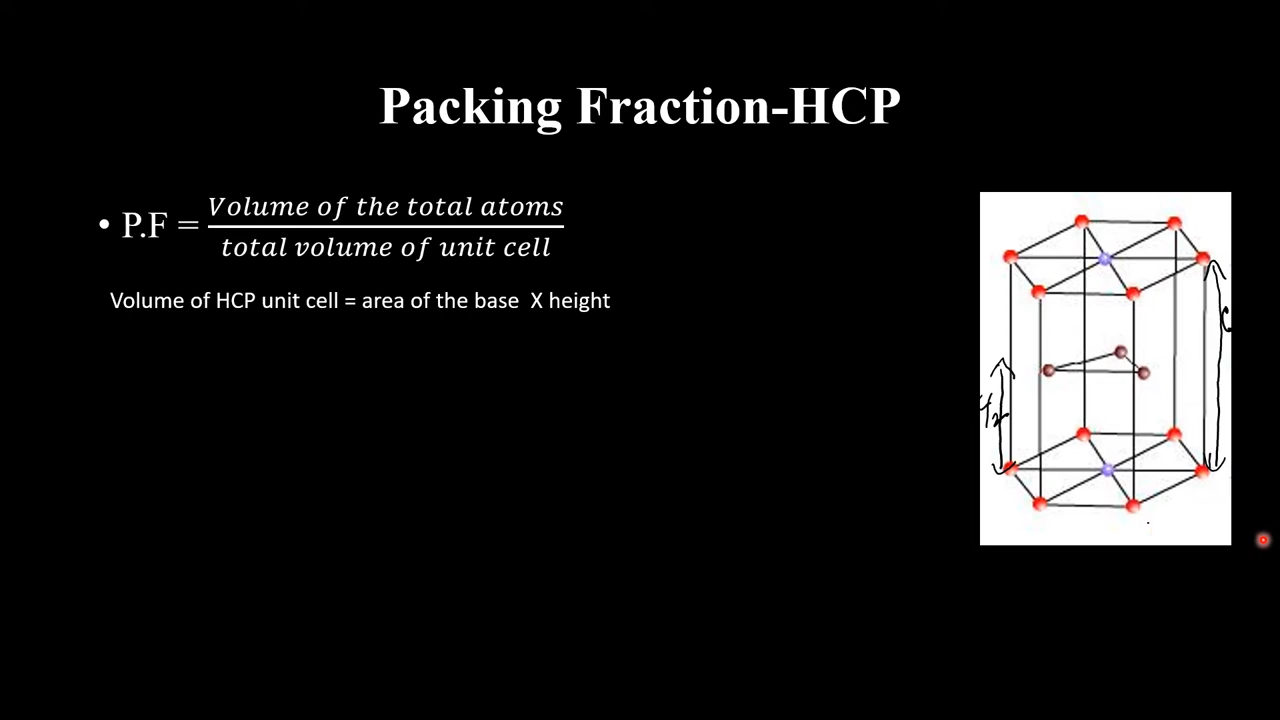 Packing Fraction-HCP
• P.F = \frac{Volume of the total atoms}{total volume of unit cell}
Volume of HCP unit cell = area of the base X height
C